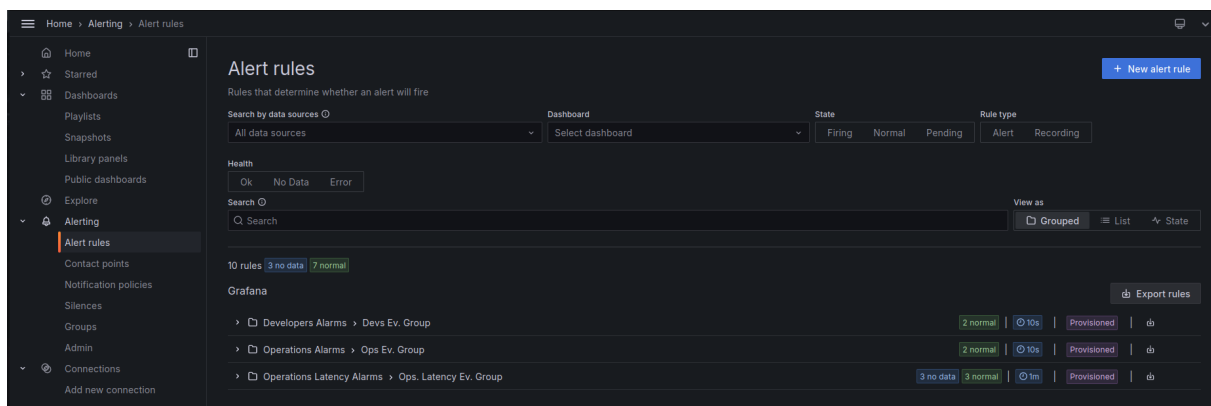 Home > Alerting > Alert rules
Home
Starred
Dashboards
Playlists
Snapshots
Library panels
Public dashboards
Explore
Alerting
Alert rules
Contact points
Notification policies
Silences
Groups
Admin
Connections
Add new connection
Alert rules
+ New alert rule
Rules that determine whether an alert will fire
Search by data sources Dashboard State Rule type
All data sources Select dashboard Firing Normal Pending Alert Recording
Health
Ok No Data Error
Search View as
Search Grouped List State
10 rules 3 no data 7 normal
Grafana Export rules
Developers Alarms > Devs Ev. Group 2 normal 10s Provisioned
Operations Alarms > Ops Ev. Group 2 normal 10s Provisioned
Operations Latency Alarms > Ops. Latency Ev. Group 3 no data 3 normal 1m Provisioned